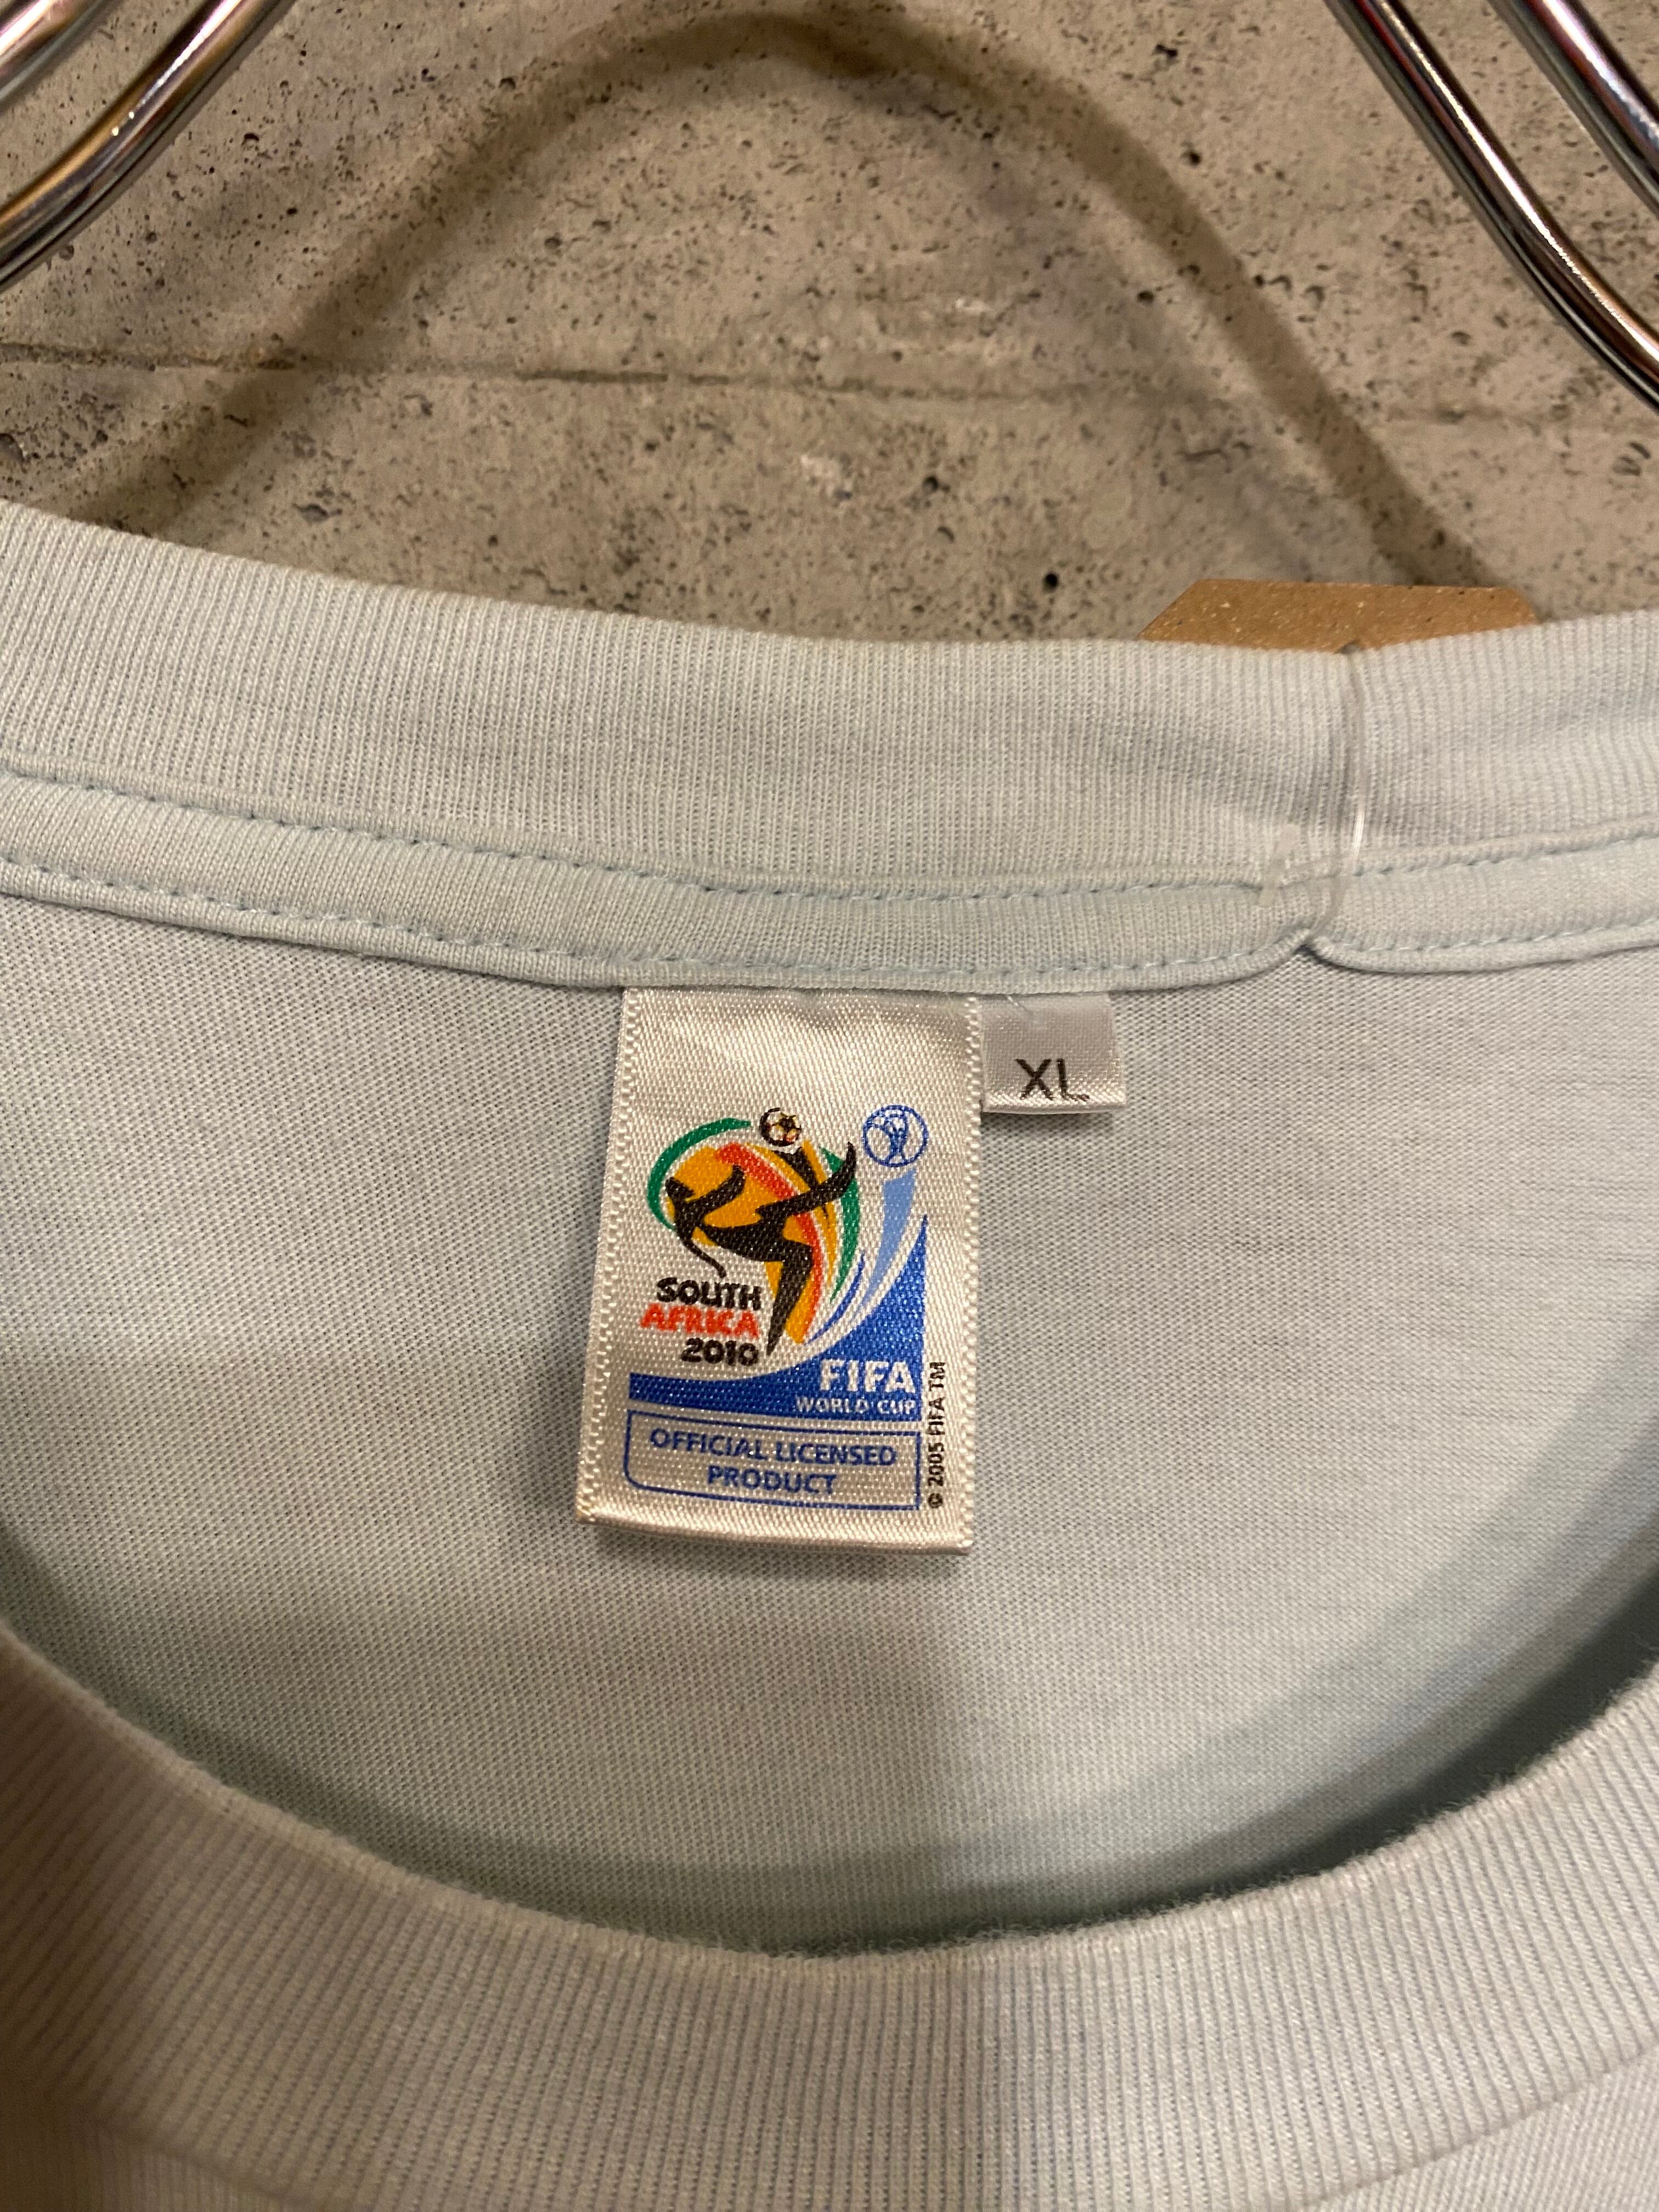 XL
SOUTH
AFRICA
2010
FIFA
WORLD CUP
OFFICIAL LICENSED
PRODUCT
© 2005 FIFA TM